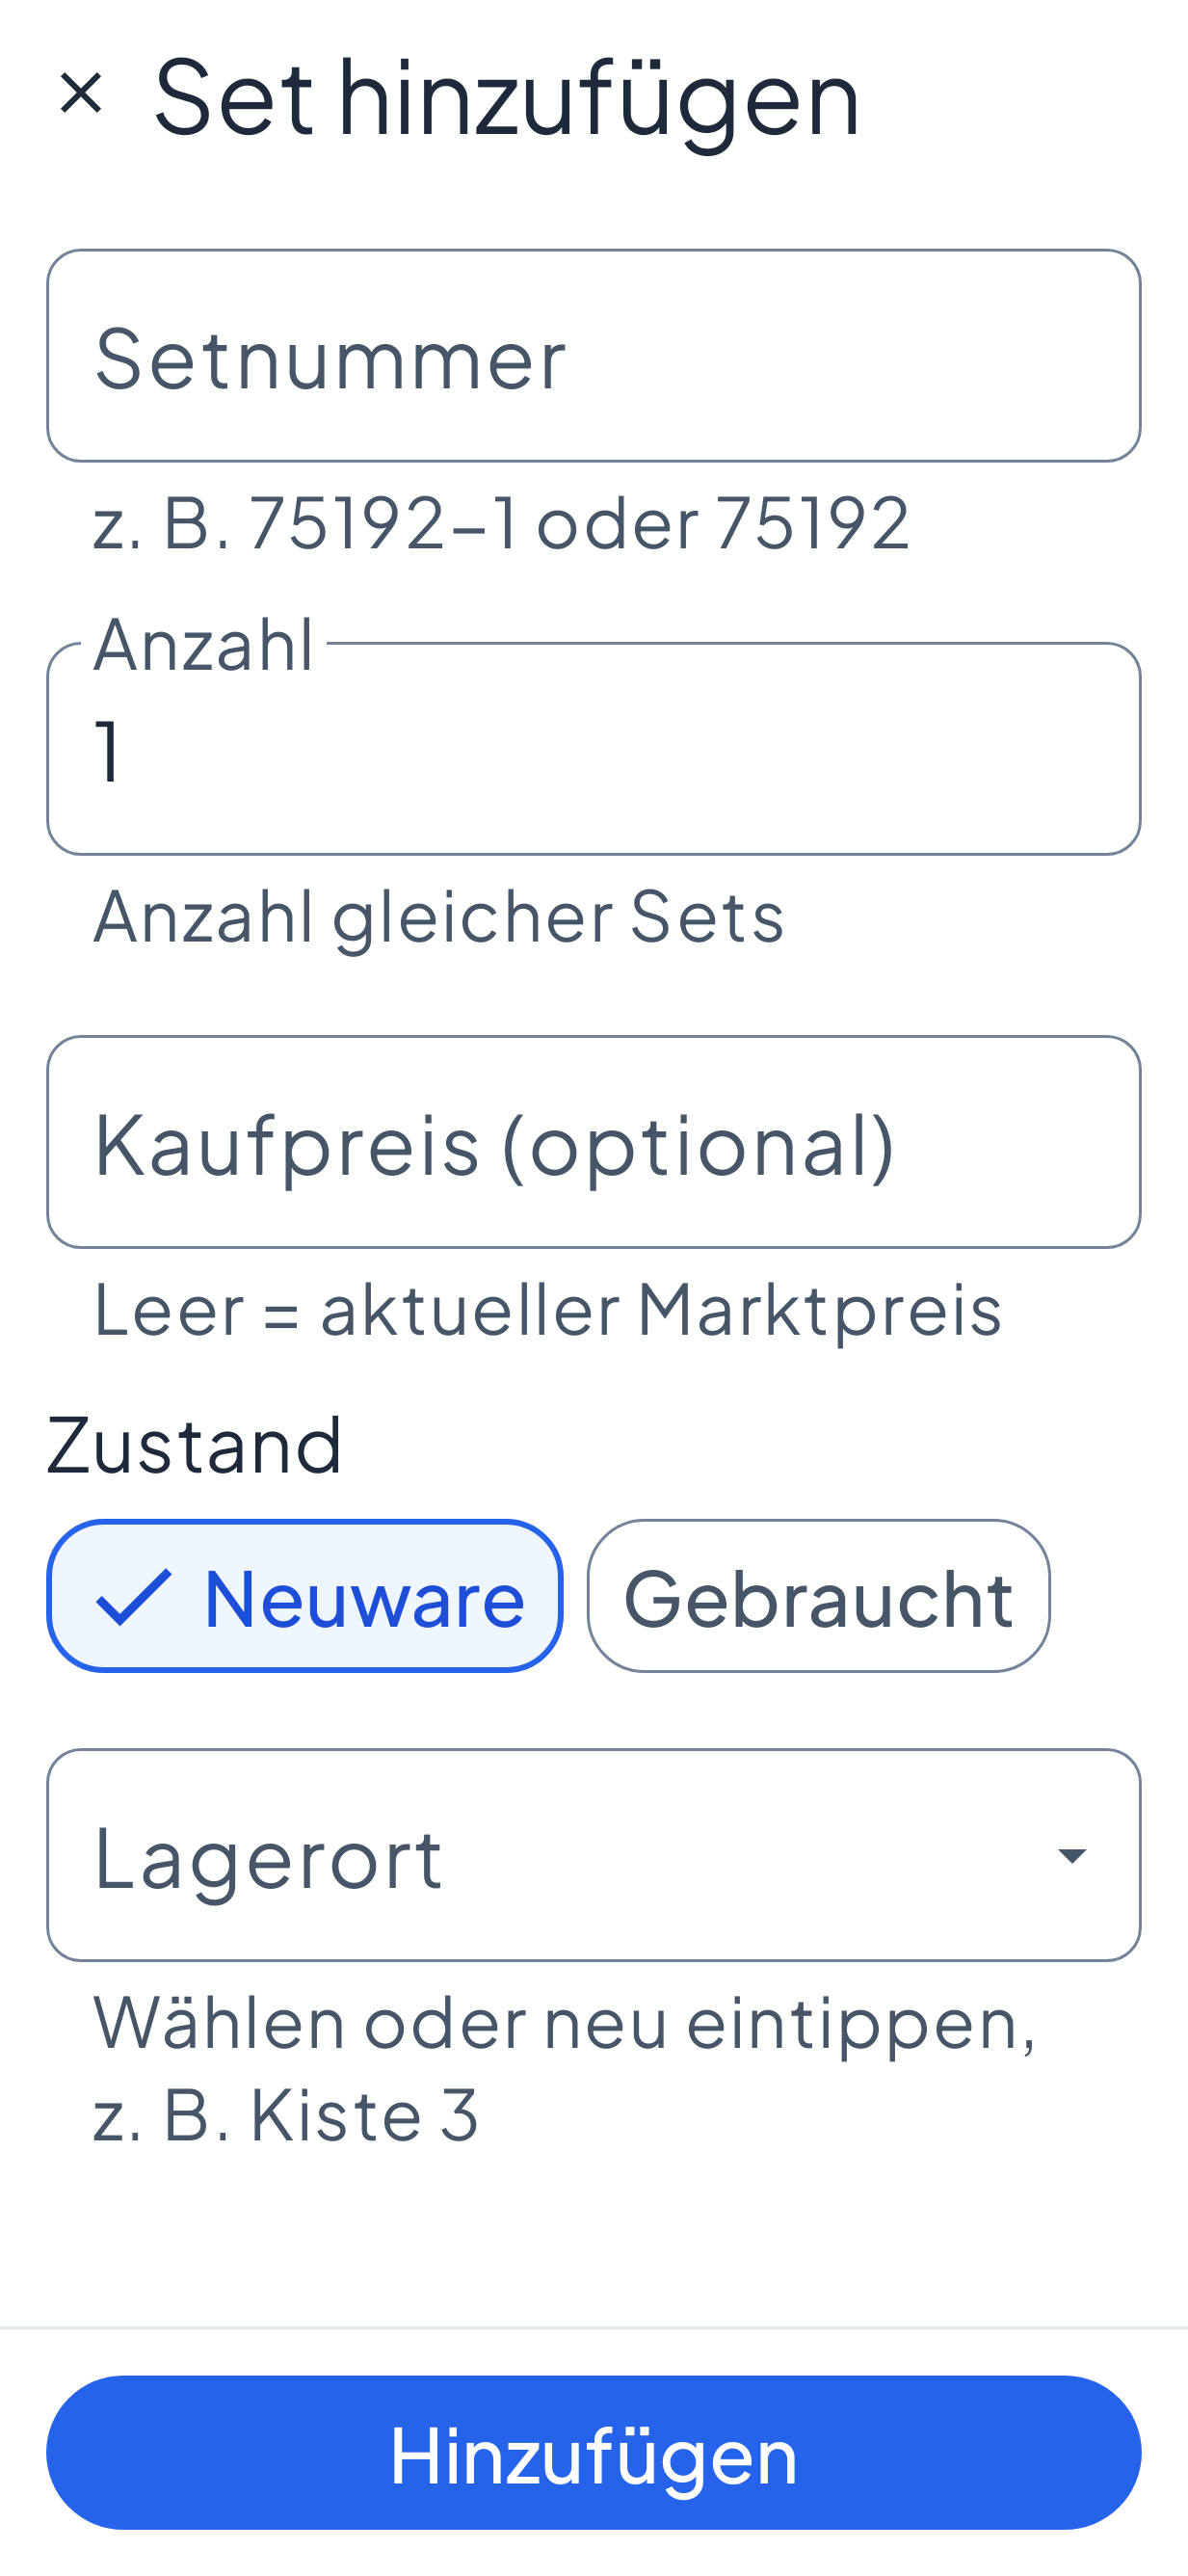 Set hinzufügen
Setnummer
z. B. 75192–1 oder 75192
Anzahl
1
Anzahl gleicher Sets
Kaufpreis (optional)
Leer = aktueller Marktpreis
Zustand
Neuware
Gebraucht
Lagerort
Wählen oder neu eintippen,
z. B. Kiste 3
Hinzufügen